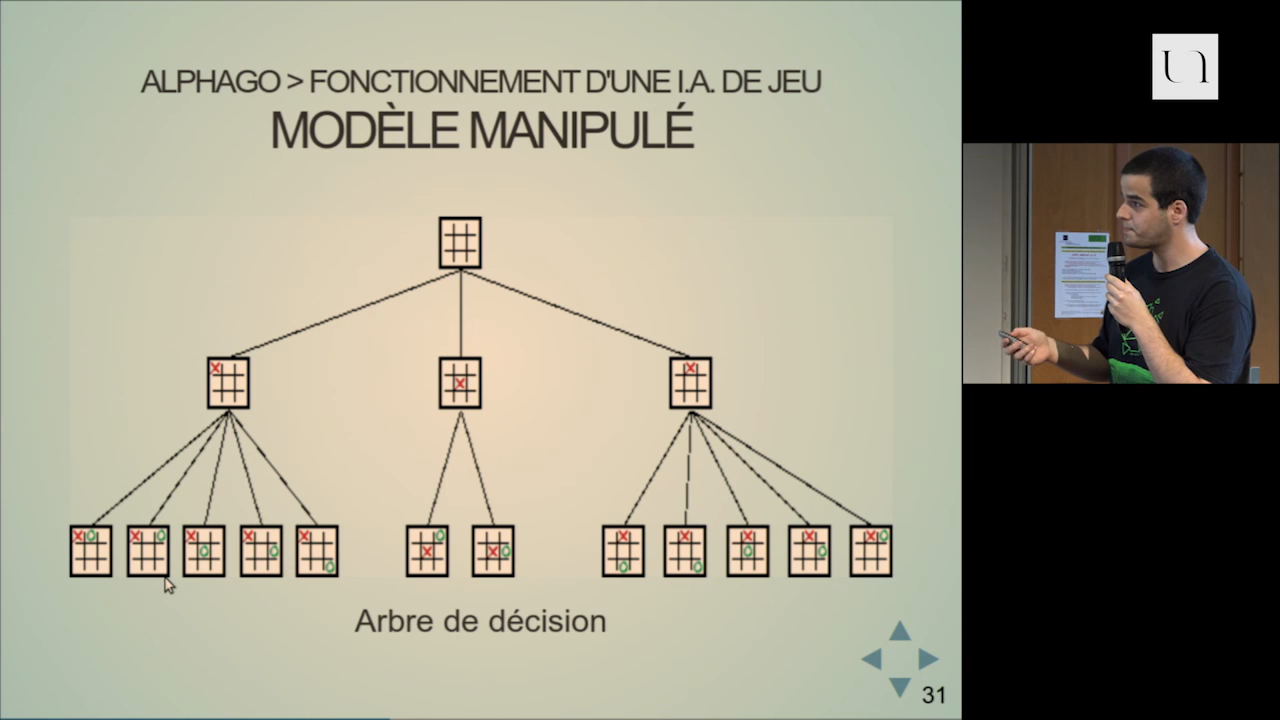 ALPHAGO > FONCTIONNEMENT D'UNE I.A. DE JEU
MODÈLE MANIPULÉ
Arbre de décision
31